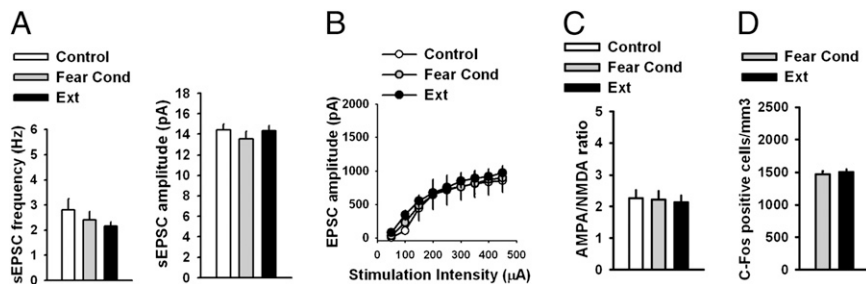 A
Control
Fear Cond
Ext
sEPSC frequency (Hz)
6
5
4
3
2
1
0
sEPSC amplitude (pA)
18
16
14
12
10
8
6
4
2
0
B
Control
Fear Cond
Ext
EPSC amplitude (pA)
2000
1500
1000
500
0
0 100 200 300 400 500
Stimulation Intensity (µA)
C
Control
Fear Cond
Ext
AMPA/NMDA ratio
5
4
3
2
1
0
D
Fear Cond
Ext
C-Fos positive cells/mm3
2500
2000
1500
1000
500
0